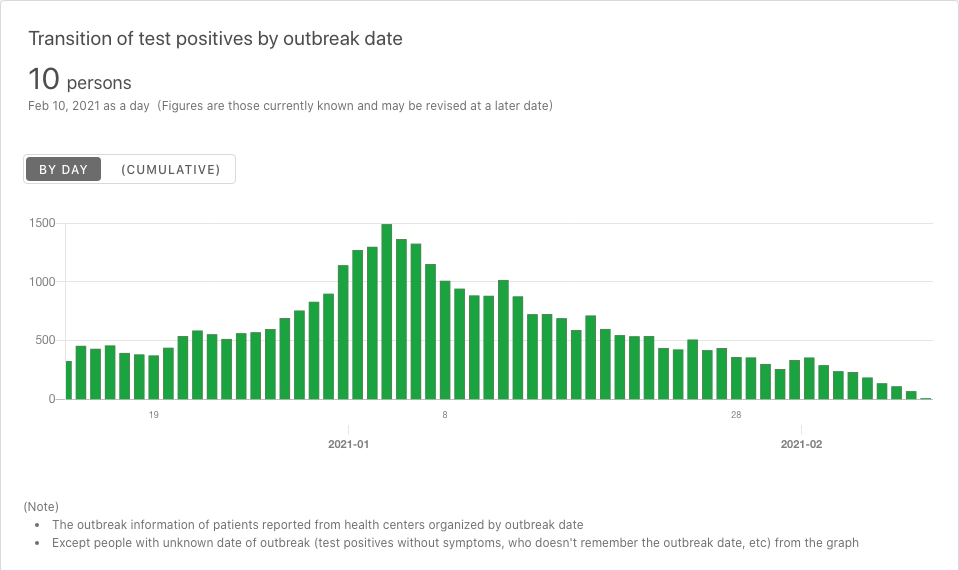 Transition of test positives by outbreak date
10 persons
Feb 10, 2021 as a day (Figures are those currently known and may be revised at a later date)
BY DAY (CUMULATIVE)
1500
1000
500
0
19 8 28
2021-01 2021-02
(Note)
• The outbreak information of patients reported from health centers organized by outbreak date
• Except people with unknown date of outbreak (test positives without symptoms, who doesn't remember the outbreak date, etc) from the graph